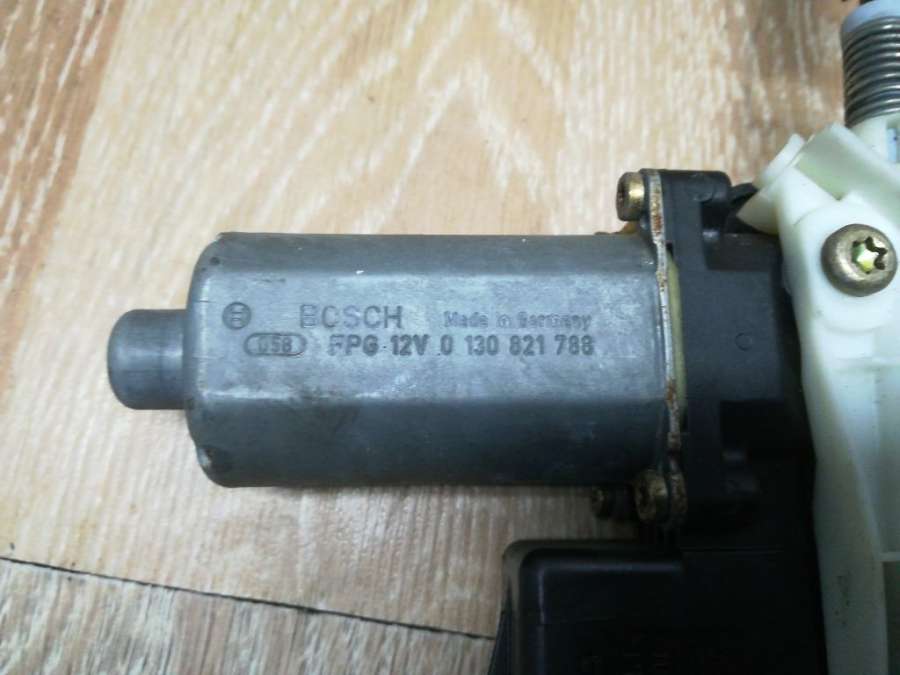 BOSCH Made in Germany
058 FPG 12V 0 130 821 788